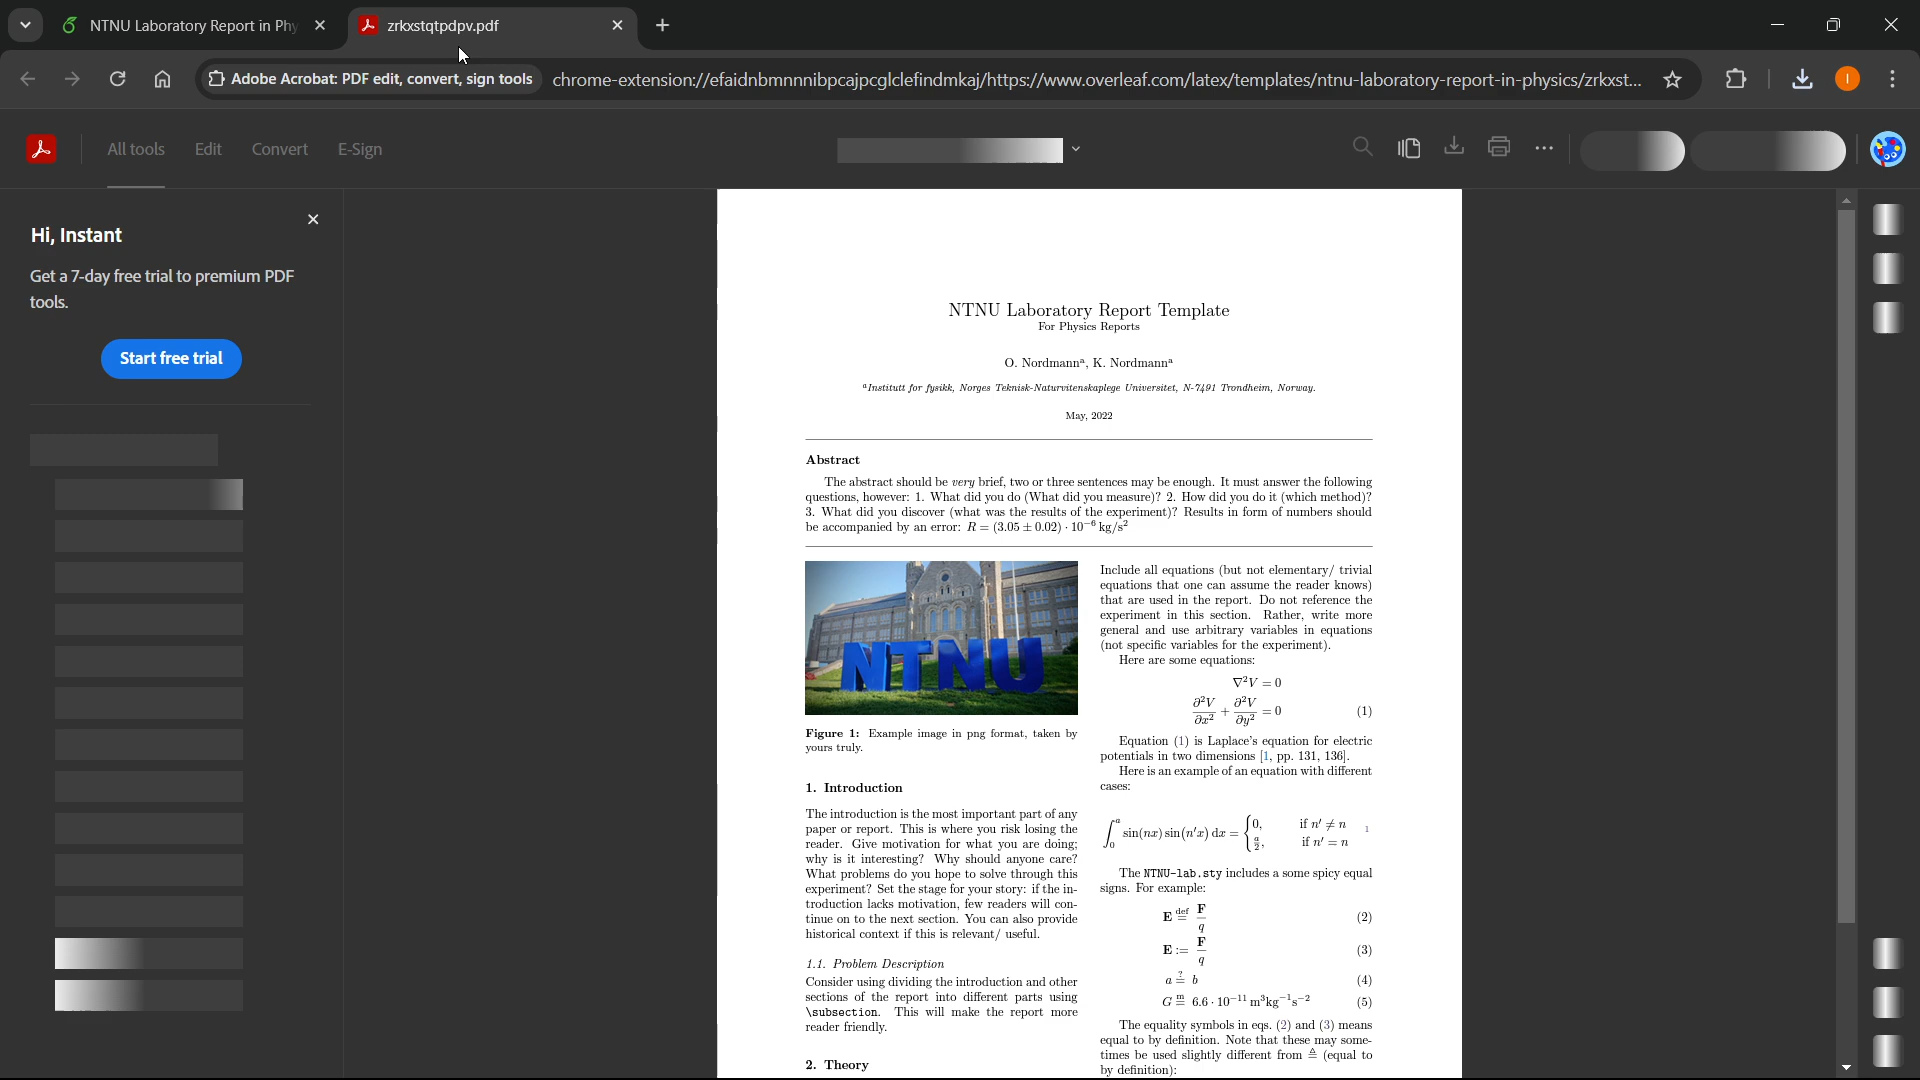 NTNU Laboratory Report in Phy
zrkxstqtpdpv.pdf
Adobe Acrobat: PDF edit, convert, sign tools
chrome-extension://efaidnbmnnnibpcajpcglclefindmkaj/https://www.overleaf.com/latex/templates/ntnu-laboratory-report-in-physics/zrkxst...
I
All tools
Edit
Convert
E-Sign
Hi, Instant
Get a 7-day free trial to premium PDF
tools.
Start free trial
NTNU Laboratory Report Template
For Physics Reports
O. Nordmannᵃ, K. Nordmannᵃ
ᵃInstitutt for fysikk, Norges Teknisk-Naturvitenskaplege Universitet, N-7491 Trondheim, Norway.
May, 2022
Abstract
The abstract should be very brief, two or three sentences may be enough. It must answer the following
questions, however: 1. What did you do (What did you measure)? 2. How did you do it (which method)?
3. What did you discover (what was the results of the experiment)? Results in form of numbers should
be accompanied by an error: R = (3.05 ± 0.02) · 10⁻⁶ kg/s²
NTNU
Figure 1: Example image in png format, taken by
yours truly.
1. Introduction
The introduction is the most important part of any
paper or report. This is where you risk losing the
reader. Give motivation for what you are doing;
why is it interesting? Why should anyone care?
What problems do you hope to solve through this
experiment? Set the stage for your story: if the in-
troduction lacks motivation, few readers will con-
tinue on to the next section. You can also provide
historical context if this is relevant/ useful.
1.1. Problem Description
Consider using dividing the introduction and other
sections of the report into different parts using
\subsection. This will make the report more
reader friendly.
2. Theory
Include all equations (but not elementary/ trivial
equations that one can assume the reader knows)
that are used in the report. Do not reference the
experiment in this section. Rather, write more
general and use arbitrary variables in equations
(not specific variables for the experiment).
Here are some equations:
∇²V = 0
∂²V/∂x² + ∂²V/∂y² = 0 (1)
Equation (1) is Laplace's equation for electric
potentials in two dimensions [1, pp. 131, 136].
Here is an example of an equation with different
cases:
∫₀ᵃ sin(nx) sin(n′x) dx = { 0, if n′ ≠ n 1
a/2, if n′ = n
The NTNU-lab.sty includes a some spicy equal
signs. For example:
E def= F/q (2)
E := F/q (3)
a ≟ b (4)
G ≞ 6.6 · 10⁻¹¹ m³kg⁻¹s⁻² (5)
The equality symbols in eqs. (2) and (3) means
equal to by definition. Note that these may some-
times be used slightly different from ≙ (equal to
by definition):